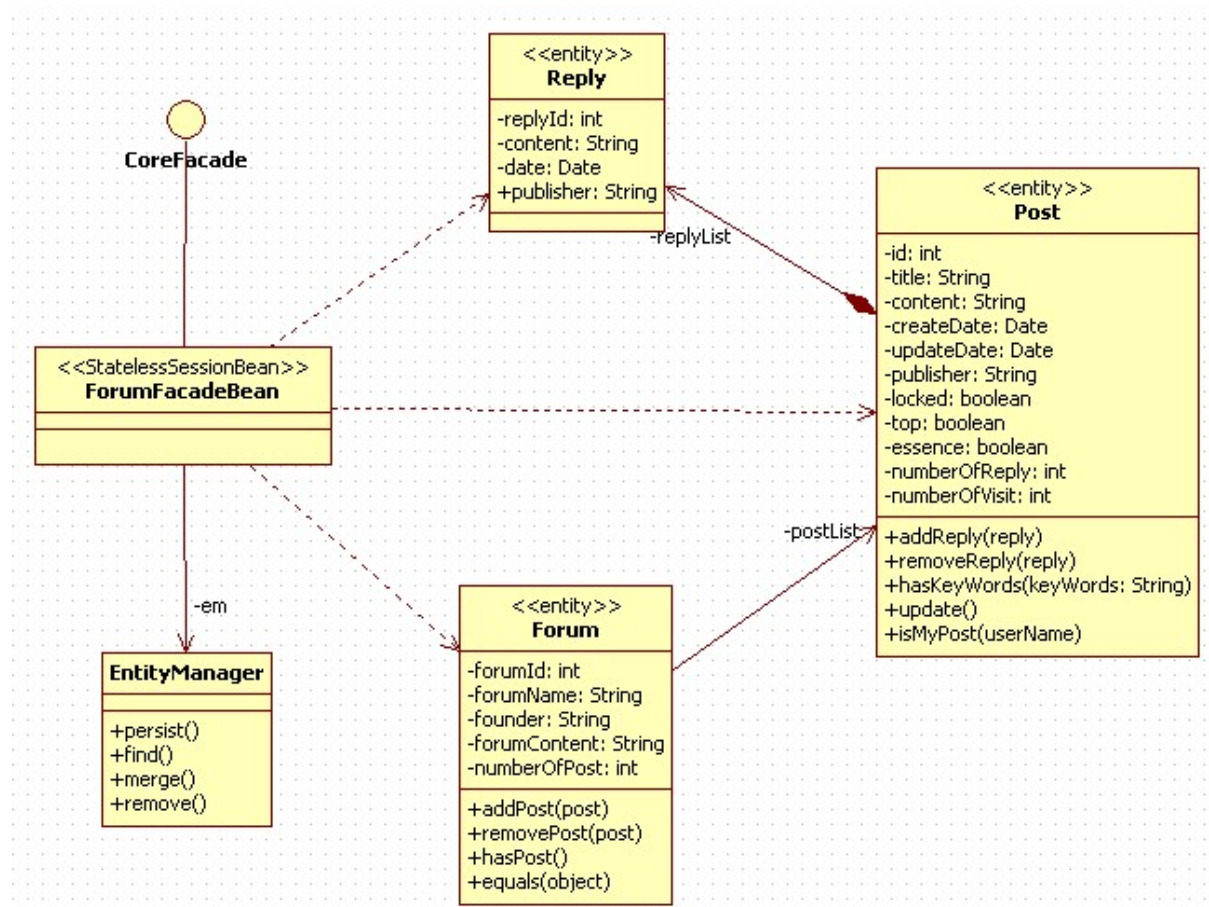 <<entity>>
Reply
-replyId: int
-content: String
-date: Date
+publisher: String
CoreFacade
-replyList
<<entity>>
Post
-id: int
-title: String
-content: String
-createDate: Date
-updateDate: Date
-publisher: String
-locked: boolean
-top: boolean
-essence: boolean
-numberOfReply: int
-numberOfVisit: int
+addReply(reply)
+removeReply(reply)
+hasKeyWords(keyWords: String)
+update()
+isMyPost(userName)
<<StatelessSessionBean>>
ForumFacadeBean
-postList
-em
EntityManager
+persist()
+find()
+merge()
+remove()
<<entity>>
Forum
-forumId: int
-forumName: String
-founder: String
-forumContent: String
-numberOfPost: int
+addPost(post)
+removePost(post)
+hasPost()
+equals(object)